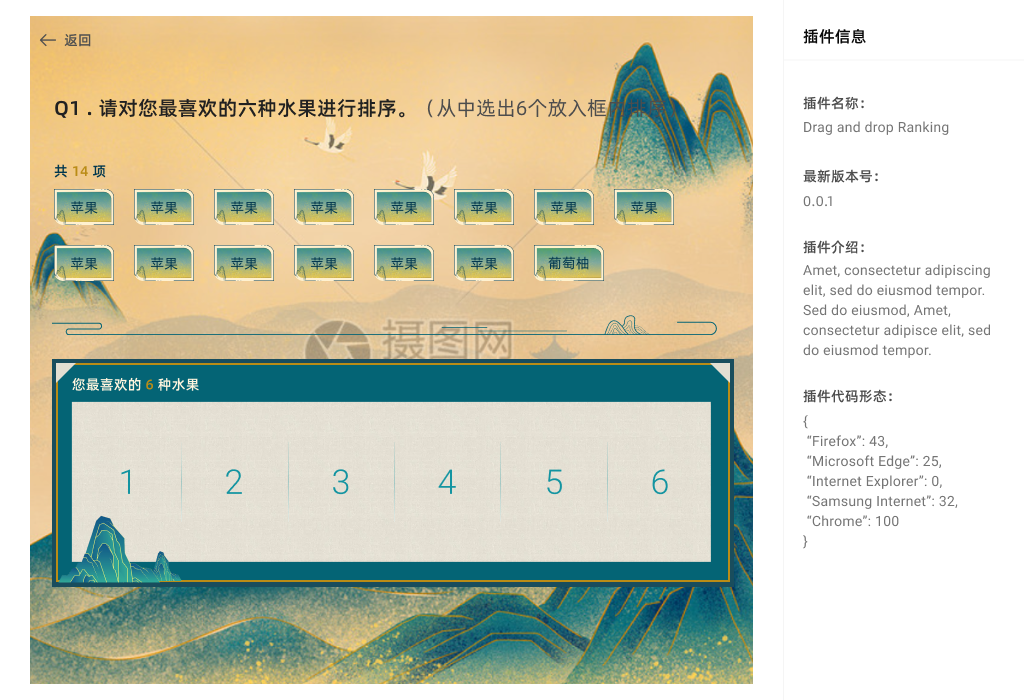 返回
Q1 . 请对您最喜欢的六种水果进行排序。（从中选出6个放入框
共 14 项
苹果 苹果 苹果 苹果 苹果 苹果 苹果 苹果
苹果 苹果 苹果 苹果 苹果 苹果 葡萄柚
摄图网
您最喜欢的 6 种水果
1 2 3 4 5 6
插件信息
插件名称：
Drag and drop Ranking
最新版本号：
0.0.1
插件介绍：
Amet, consectetur adipiscing
elit, sed do eiusmod tempor.
Sed do eiusmod, Amet,
consectetur adipisce elit, sed
do eiusmod tempor.
插件代码形态：
{
“Firefox”: 43,
“Microsoft Edge”: 25,
“Internet Explorer”: 0,
“Samsung Internet”: 32,
“Chrome”: 100
}